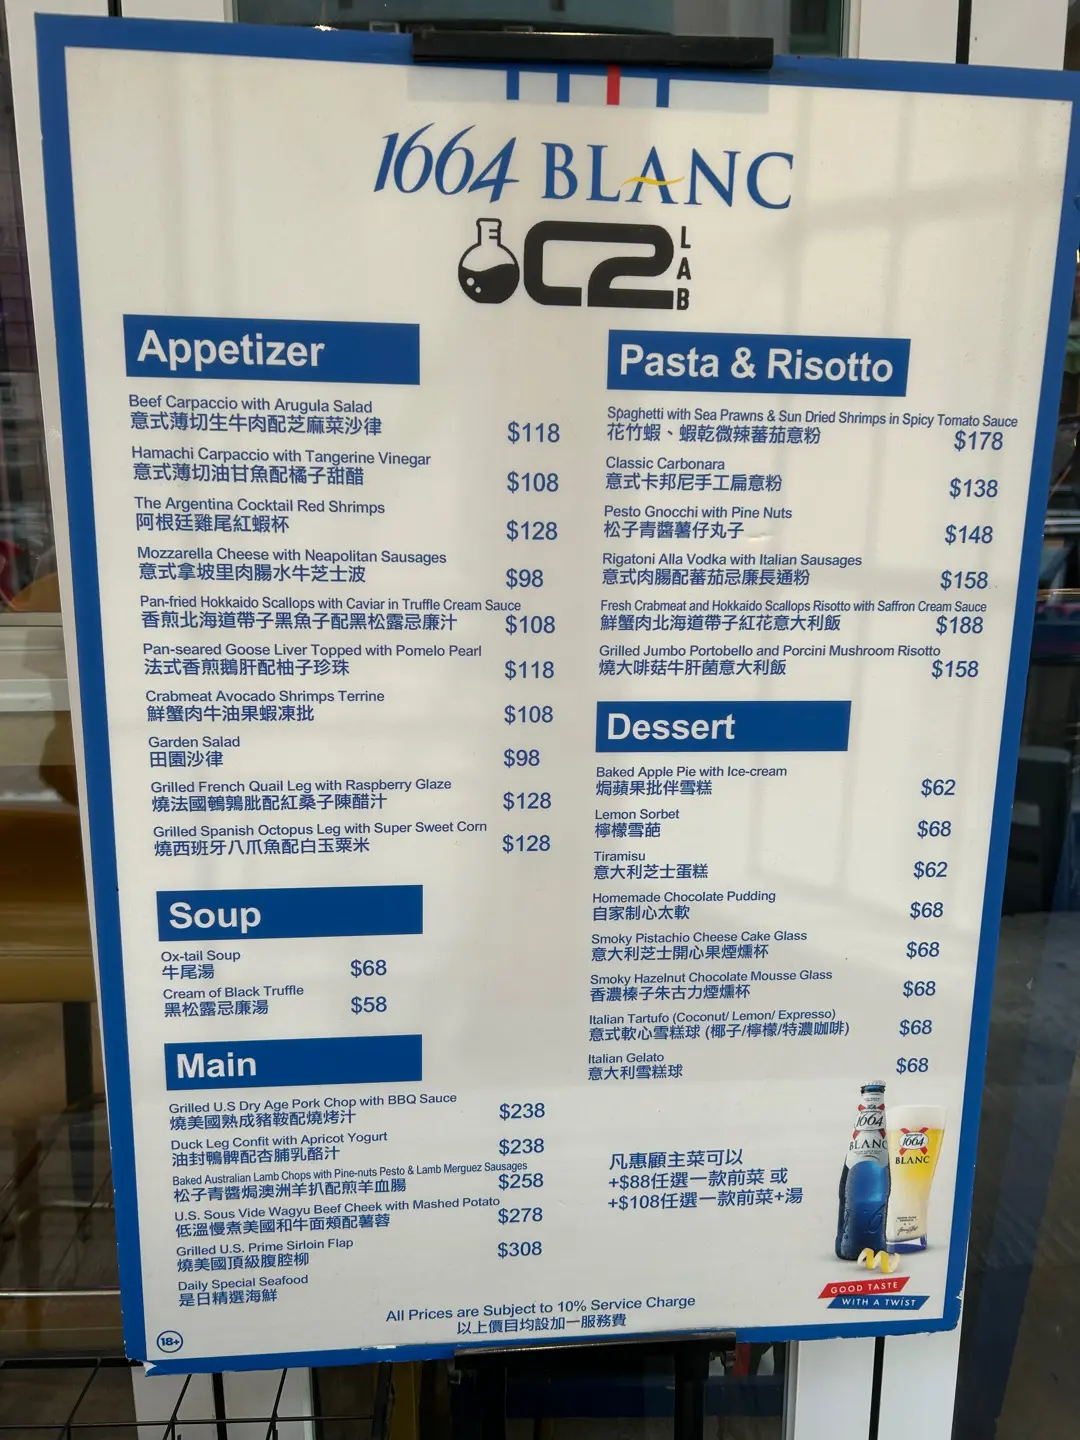 1664 BLANC
C2 LAB
Appetizer
Beef Carpaccio with Arugula Salad
意式薄切生牛肉配芝麻菜沙律 $118
Hamachi Carpaccio with Tangerine Vinegar
意式薄切油甘魚配橘子甜醋 $108
The Argentina Cocktail Red Shrimps
阿根廷雞尾紅蝦杯 $128
Mozzarella Cheese with Neapolitan Sausages
意式拿坡里肉腸水牛芝士波 $98
Pan-fried Hokkaido Scallops with Caviar in Truffle Cream Sauce
香煎北海道帶子黑魚子配黑松露忌廉汁 $108
Pan-seared Goose Liver Topped with Pomelo Pearl
法式香煎鵝肝配柚子珍珠 $118
Crabmeat Avocado Shrimps Terrine
鮮蟹肉牛油果蝦凍批 $108
Garden Salad
田園沙律 $98
Grilled French Quail Leg with Raspberry Glaze
燒法國鵪鶉肶配紅桑子陳醋汁 $128
Grilled Spanish Octopus Leg with Super Sweet Corn
燒西班牙八爪魚配白玉粟米 $128
Soup
Ox-tail Soup
牛尾湯 $68
Cream of Black Truffle
黑松露忌廉湯 $58
Main
Grilled U.S Dry Age Pork Chop with BBQ Sauce
燒美國熟成豬鞍配燒烤汁 $238
Duck Leg Confit with Apricot Yogurt
油封鴨髀配杏脯乳酪汁 $238
Baked Australian Lamb Chops with Pine-nuts Pesto & Lamb Merguez Sausages
松子青醬焗澳洲羊扒配煎羊血腸 $258
U.S. Sous Vide Wagyu Beef Cheek with Mashed Potato
低溫慢煮美國和牛面頰配薯蓉 $278
Grilled U.S. Prime Sirloin Flap
燒美國頂級腹腔柳 $308
Daily Special Seafood
是日精選海鮮
Pasta & Risotto
Spaghetti with Sea Prawns & Sun Dried Shrimps in Spicy Tomato Sauce
花竹蝦、蝦乾微辣蕃茄意粉 $178
Classic Carbonara
意式卡邦尼手工扁意粉 $138
Pesto Gnocchi with Pine Nuts
松子青醬薯仔丸子 $148
Rigatoni Alla Vodka with Italian Sausages
意式肉腸配蕃茄忌廉長通粉 $158
Fresh Crabmeat and Hokkaido Scallops Risotto with Saffron Cream Sauce
鮮蟹肉北海道帶子紅花意大利飯 $188
Grilled Jumbo Portobello and Porcini Mushroom Risotto
燒大啡菇牛肝菌意大利飯 $158
Dessert
Baked Apple Pie with Ice-cream
焗蘋果批伴雪糕 $62
Lemon Sorbet
檸檬雪葩 $68
Tiramisu
意大利芝士蛋糕 $62
Homemade Chocolate Pudding
自家制心太軟 $68
Smoky Pistachio Cheese Cake Glass
意大利芝士開心果煙燻杯 $68
Smoky Hazelnut Chocolate Mousse Glass
香濃榛子朱古力煙燻杯 $68
Italian Tartufo (Coconut/ Lemon/ Expresso)
意式軟心雪糕球 (椰子/檸檬/特濃咖啡) $68
Italian Gelato
意大利雪糕球 $68
凡惠顧主菜可以
+$88任選一款前菜 或
+$108任選一款前菜+湯
1664
BLANC
1664
BLANC
GOOD TASTE
WITH A TWIST
All Prices are Subject to 10% Service Charge
以上價目均設加一服務費
18+